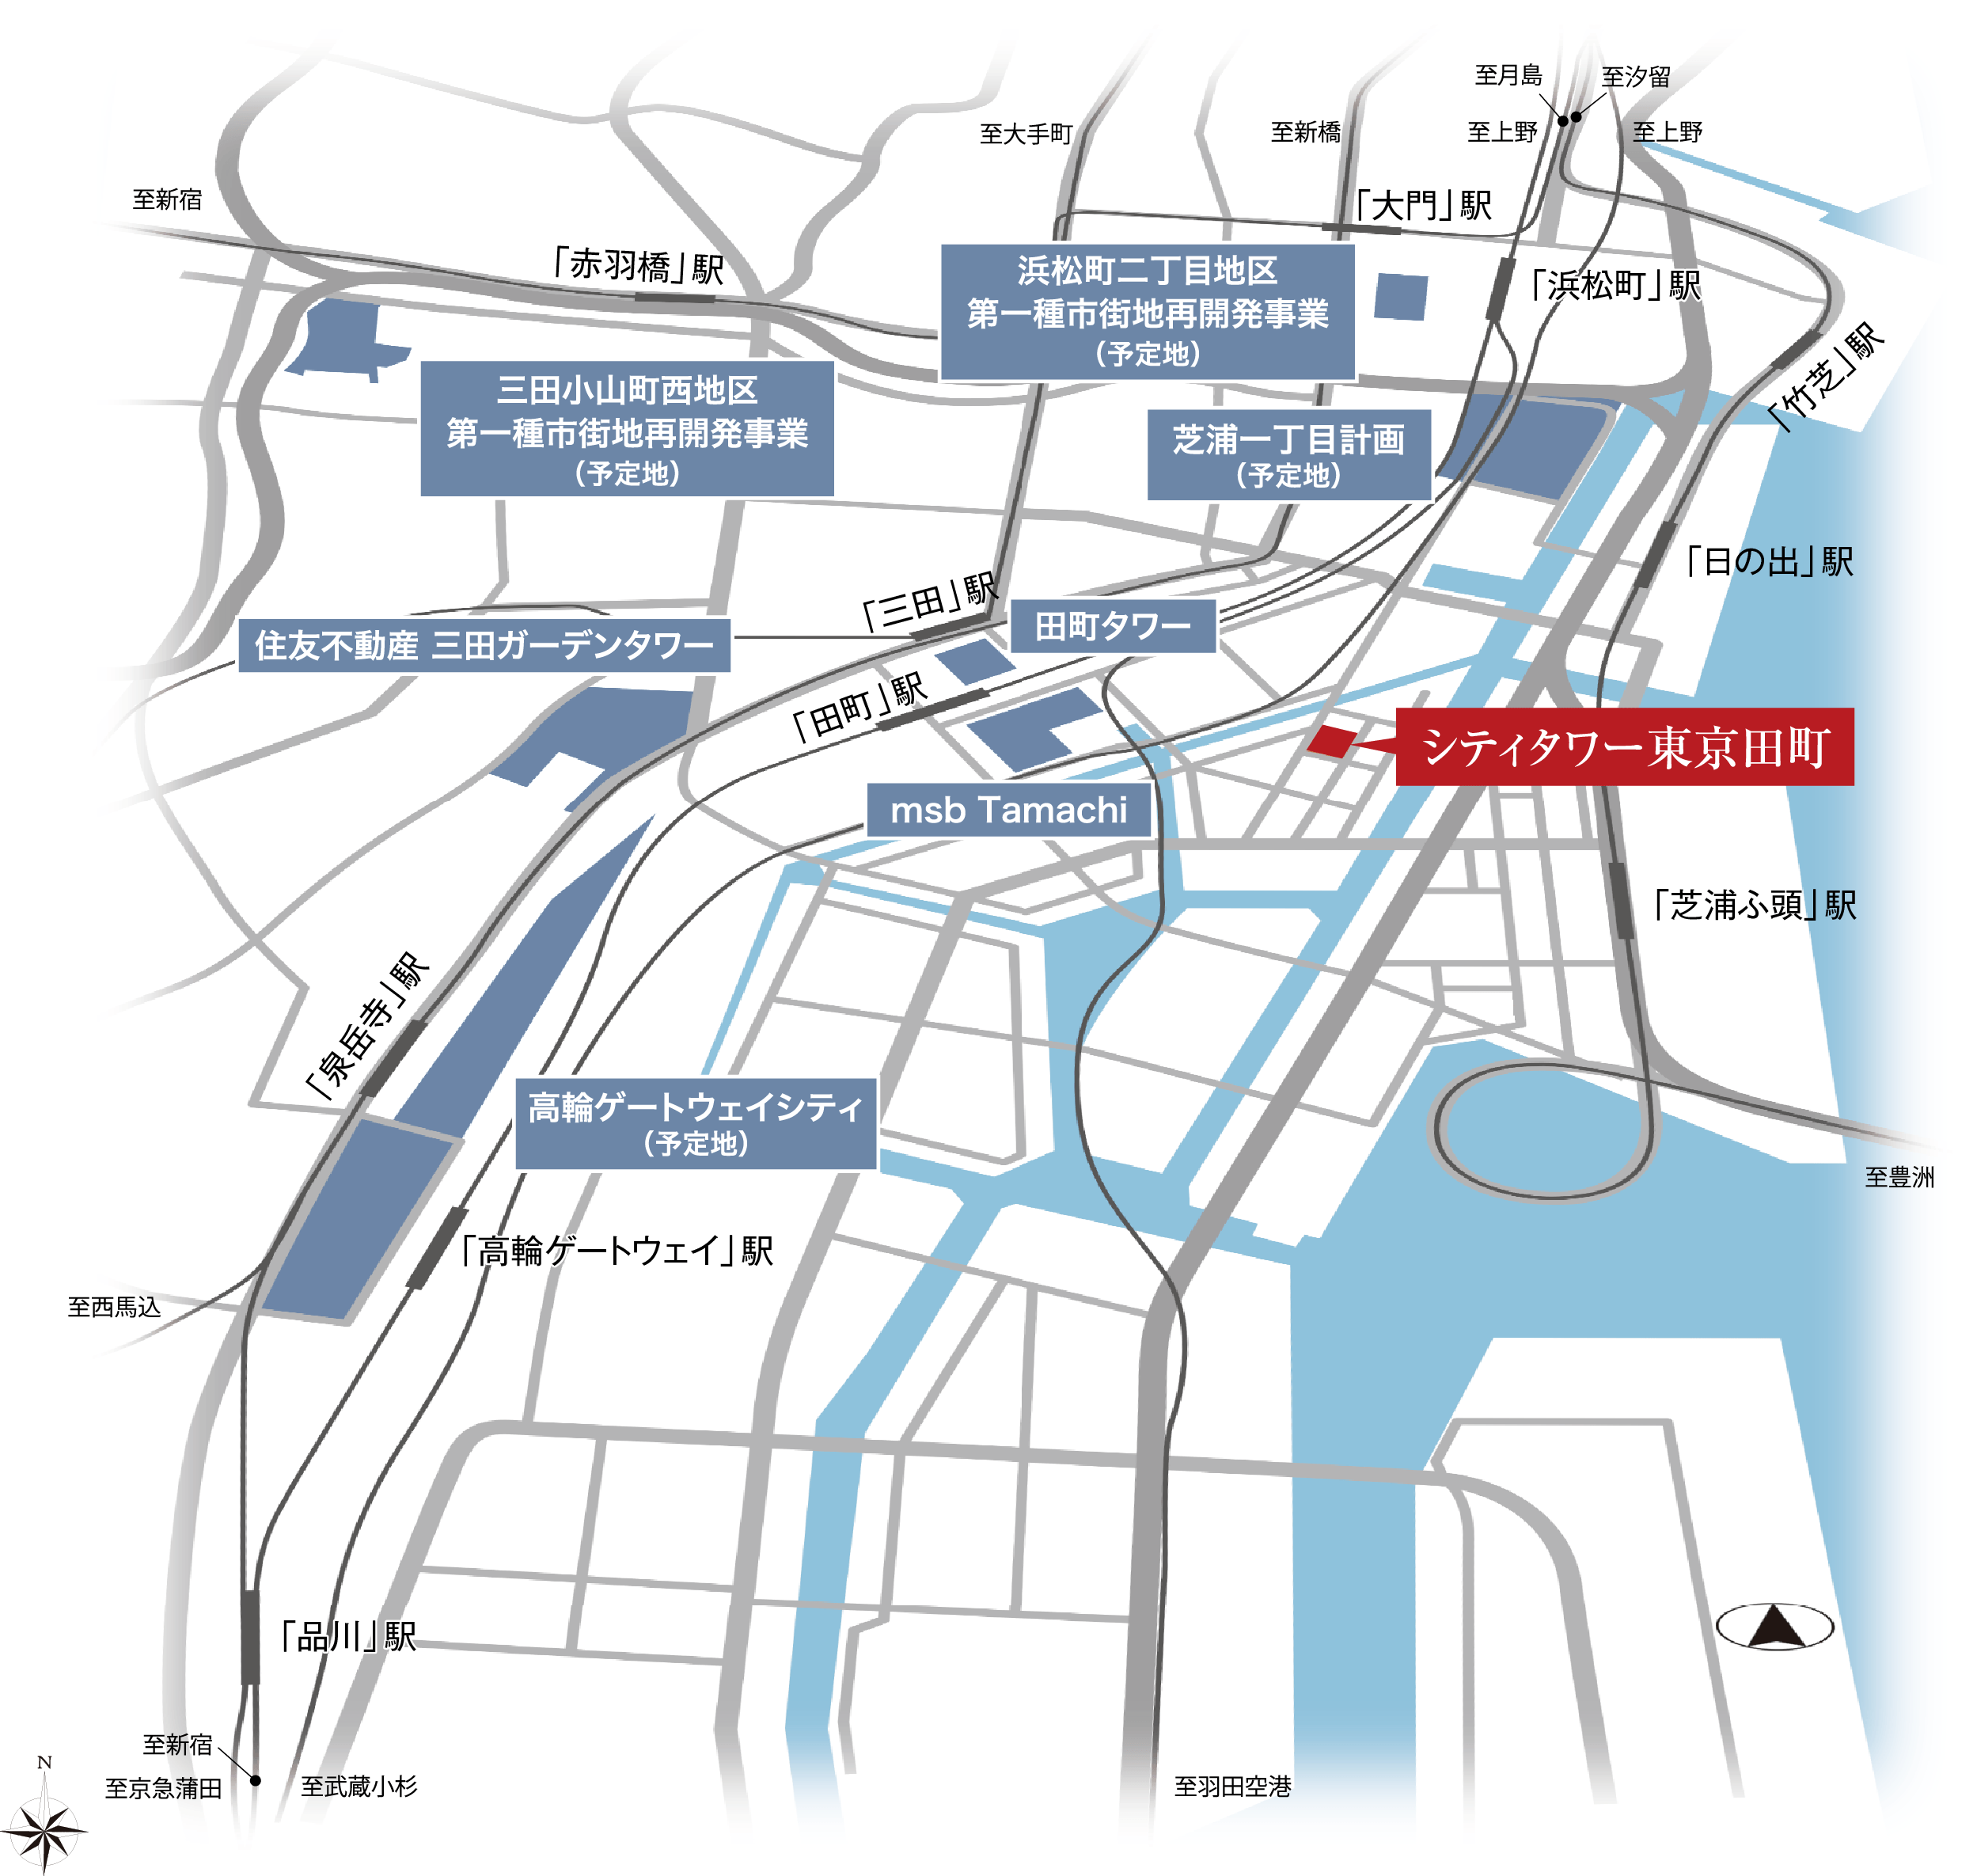 至月島
至汐留
至大手町
至新橋
至上野
至上野
至新宿
「大門」駅
「赤羽橋」駅
浜松町二丁目地区
第一種市街地再開発事業
（予定地）
「浜松町」駅
「竹芝」駅
三田小山町西地区
第一種市街地再開発事業
（予定地）
芝浦一丁目計画
（予定地）
「日の出」駅
「三田」駅
田町タワー
住友不動産 三田ガーデンタワー
「田町」駅
シティタワー東京田町
msb Tamachi
「芝浦ふ頭」駅
「泉岳寺」駅
高輪ゲートウェイシティ
（予定地）
至豊洲
「高輪ゲートウェイ」駅
至西馬込
「品川」駅
至新宿
至京急蒲田
至武蔵小杉
至羽田空港
N